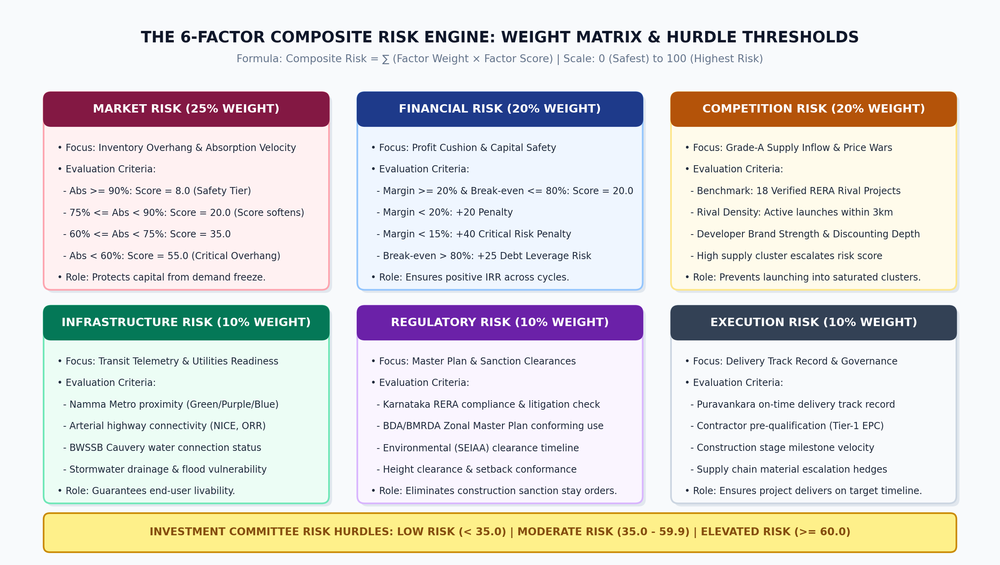 THE 6-FACTOR COMPOSITE RISK ENGINE: WEIGHT MATRIX & HURDLE THRESHOLDS
Formula: Composite Risk = ∑ (Factor Weight × Factor Score) | Scale: 0 (Safest) to 100 (Highest Risk)
MARKET RISK (25% WEIGHT)
• Focus: Inventory Overhang & Absorption Velocity
• Evaluation Criteria:
- Abs >= 90%: Score = 8.0 (Safety Tier)
- 75% <= Abs < 90%: Score = 20.0 (Score softens)
- 60% <= Abs < 75%: Score = 35.0
- Abs < 60%: Score = 55.0 (Critical Overhang)
• Role: Protects capital from demand freeze.
FINANCIAL RISK (20% WEIGHT)
• Focus: Profit Cushion & Capital Safety
• Evaluation Criteria:
- Margin >= 20% & Break-even <= 80%: Score = 20.0
- Margin < 20%: +20 Penalty
- Margin < 15%: +40 Critical Risk Penalty
- Break-even > 80%: +25 Debt Leverage Risk
• Role: Ensures positive IRR across cycles.
COMPETITION RISK (20% WEIGHT)
• Focus: Grade-A Supply Inflow & Price Wars
• Evaluation Criteria:
- Benchmark: 18 Verified RERA Rival Projects
- Rival Density: Active launches within 3km
- Developer Brand Strength & Discounting Depth
- High supply cluster escalates risk score
• Role: Prevents launching into saturated clusters.
INFRASTRUCTURE RISK (10% WEIGHT)
• Focus: Transit Telemetry & Utilities Readiness
• Evaluation Criteria:
- Namma Metro proximity (Green/Purple/Blue)
- Arterial highway connectivity (NICE, ORR)
- BWSSB Cauvery water connection status
- Stormwater drainage & flood vulnerability
• Role: Guarantees end-user livability.
REGULATORY RISK (10% WEIGHT)
• Focus: Master Plan & Sanction Clearances
• Evaluation Criteria:
- Karnataka RERA compliance & litigation check
- BDA/BMRDA Zonal Master Plan conforming use
- Environmental (SEIAA) clearance timeline
- Height clearance & setback conformance
• Role: Eliminates construction sanction stay orders.
EXECUTION RISK (10% WEIGHT)
• Focus: Delivery Track Record & Governance
• Evaluation Criteria:
- Puravankara on-time delivery track record
- Contractor pre-qualification (Tier-1 EPC)
- Construction stage milestone velocity
- Supply chain material escalation hedges
• Role: Ensures project delivers on target timeline.
INVESTMENT COMMITTEE RISK HURDLES: LOW RISK (< 35.0) | MODERATE RISK (35.0 - 59.9) | ELEVATED RISK (>= 60.0)